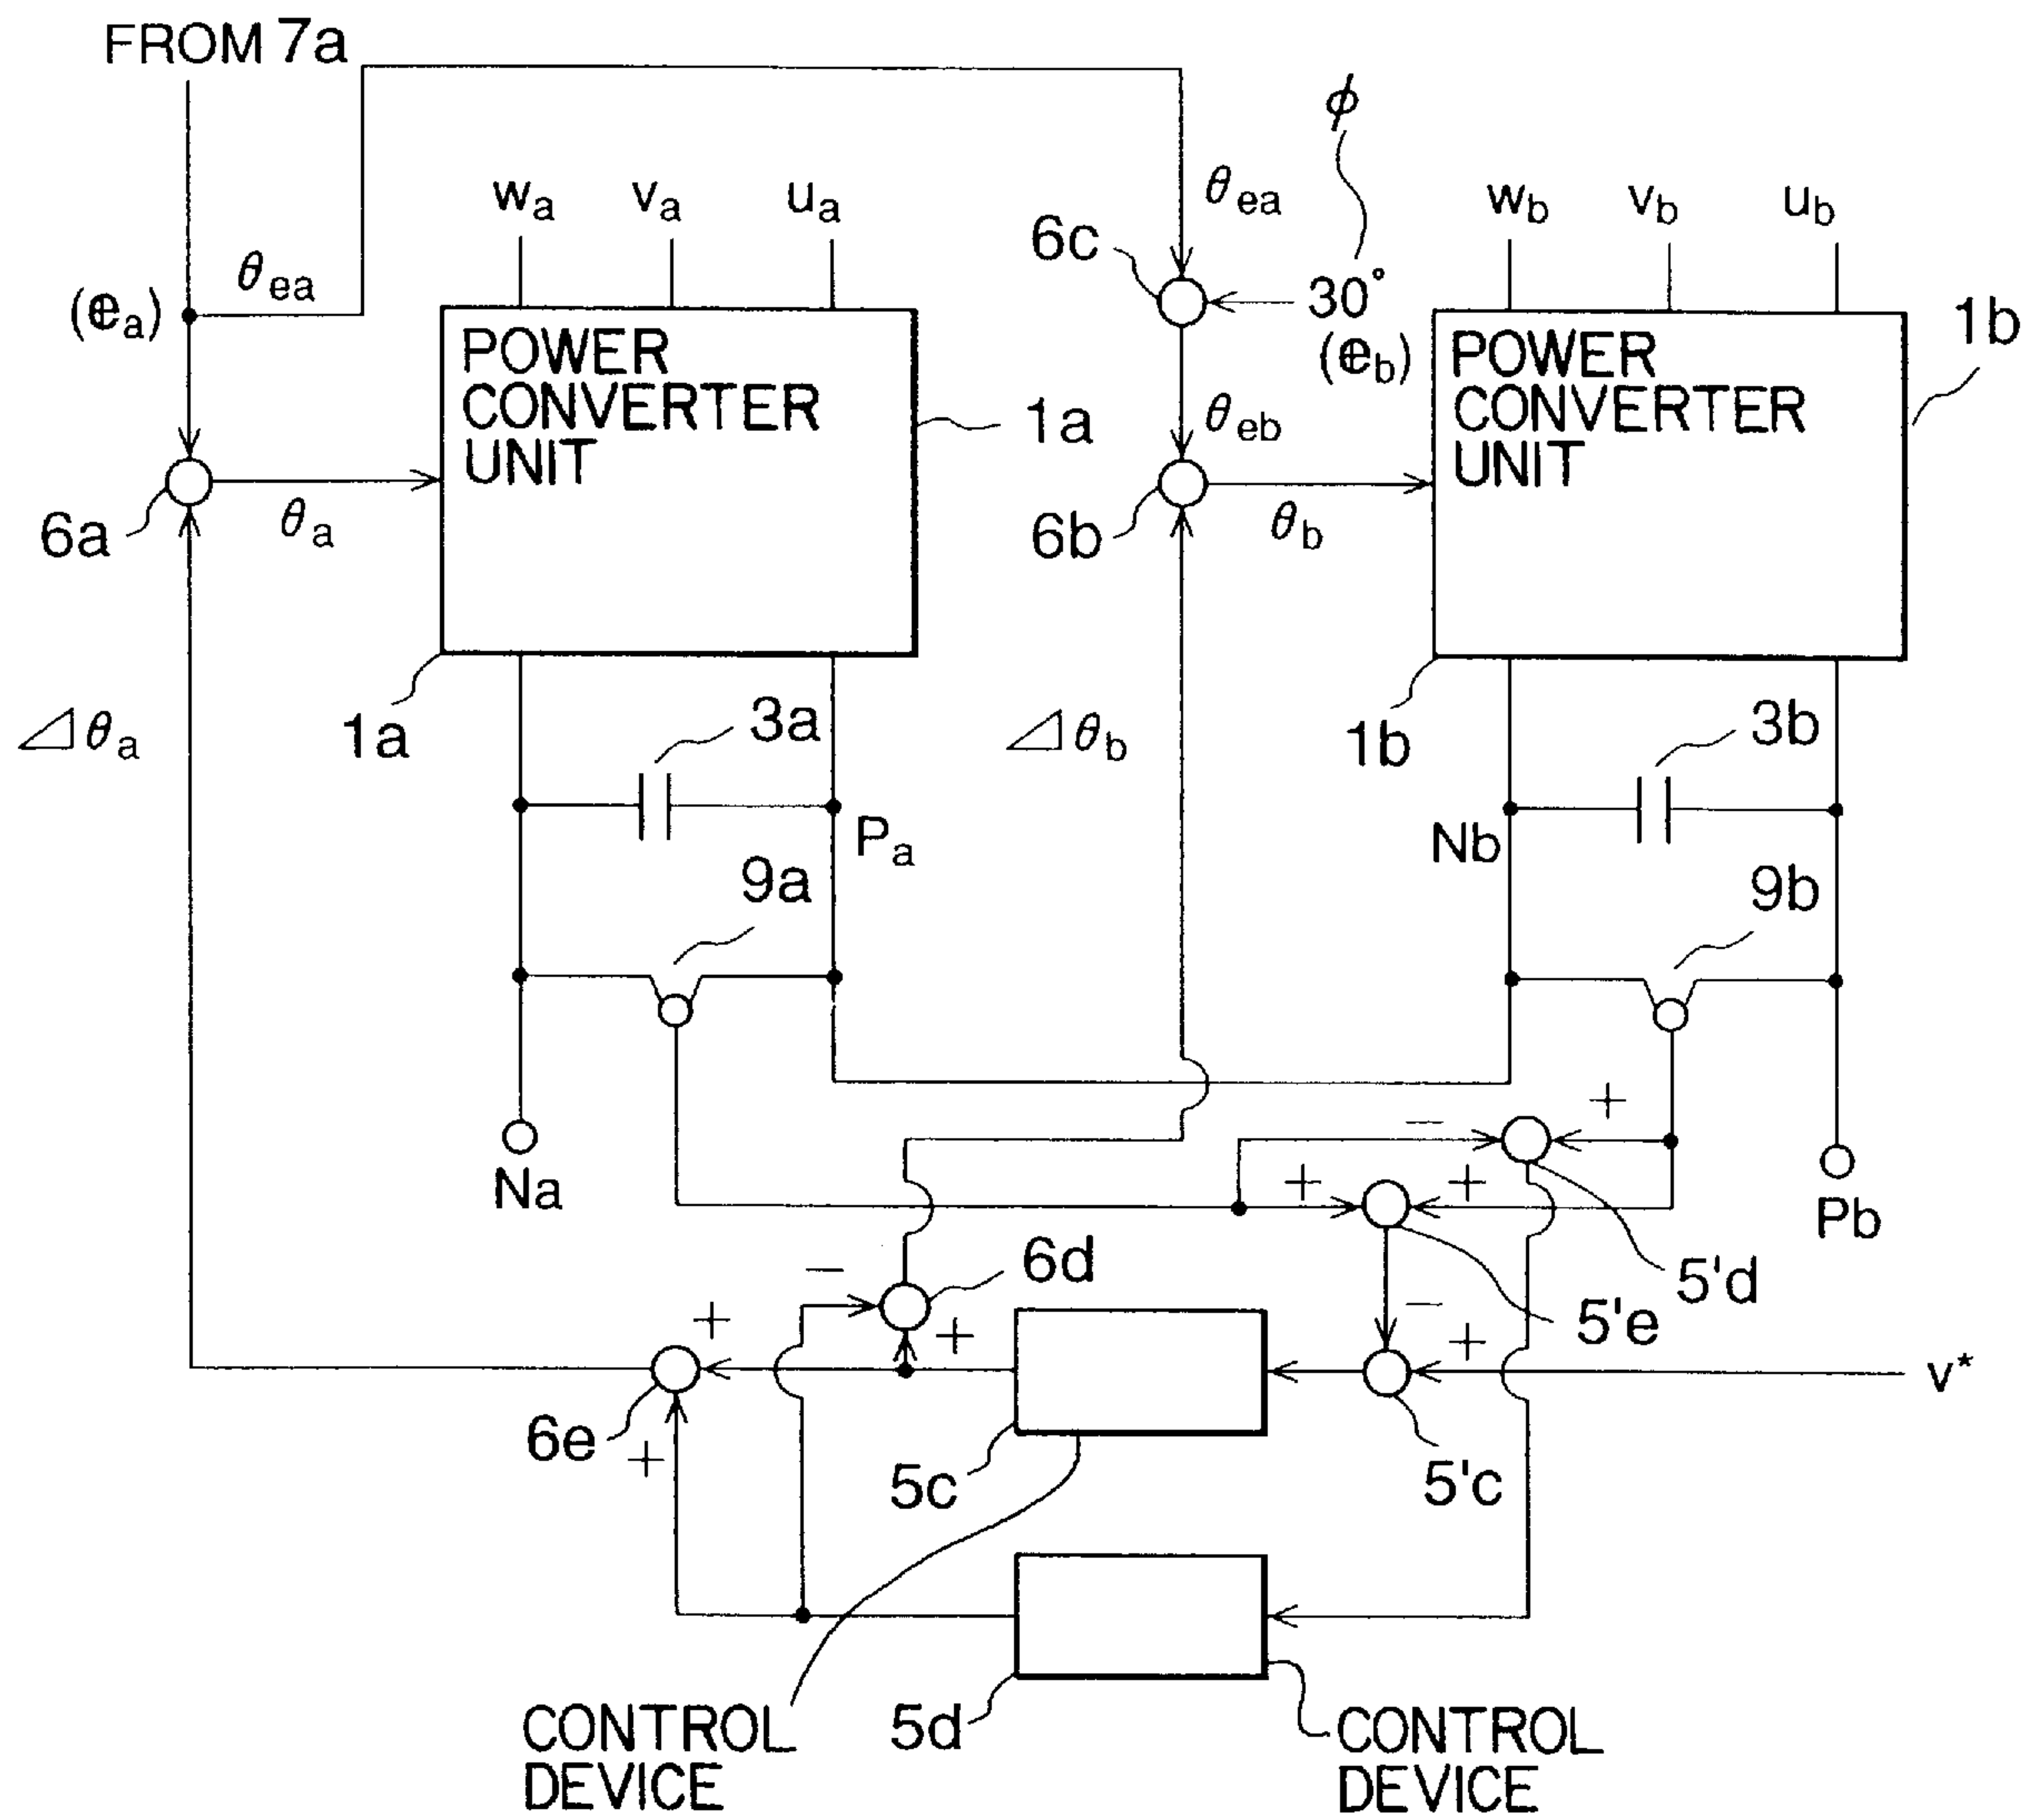 FROM 7a
ϕ
wa va ua
θea
wb vb ub
6c
θea
(ea)
30°
(eb)
1b
POWER
CONVERTER
UNIT
POWER
CONVERTER
UNIT
1a
θeb
6a
θa
6b
θb
⊿θa
1a
3a
⊿θb
1b
3b
Pa
Nb
9a
9b
+
−
Na
+
+
Pb
6d
5'd
−
5'e
+
+
−
+
v*
6e
+
5c
5'c
5d
CONTROL
DEVICE
CONTROL
DEVICE